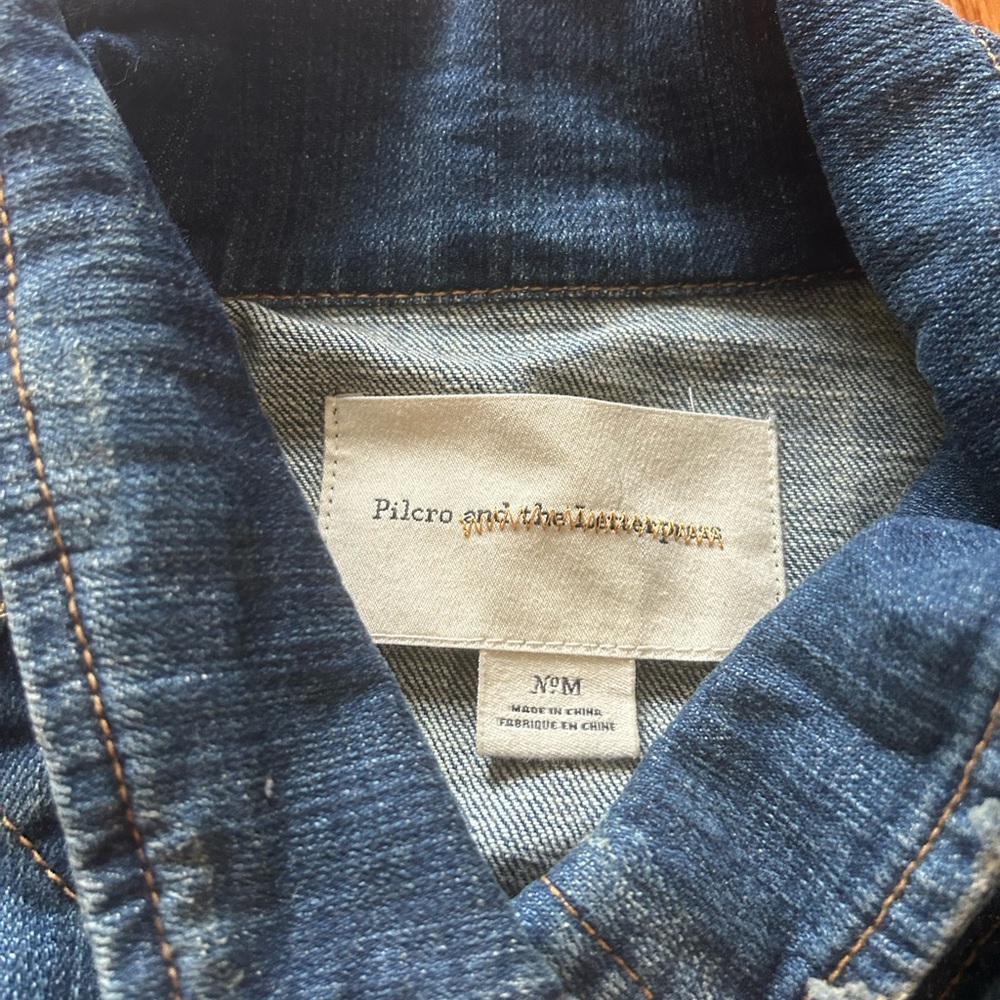 Pilcro and the Letterpress
NºM
MADE IN CHINA
FABRIQUE EN CHINE